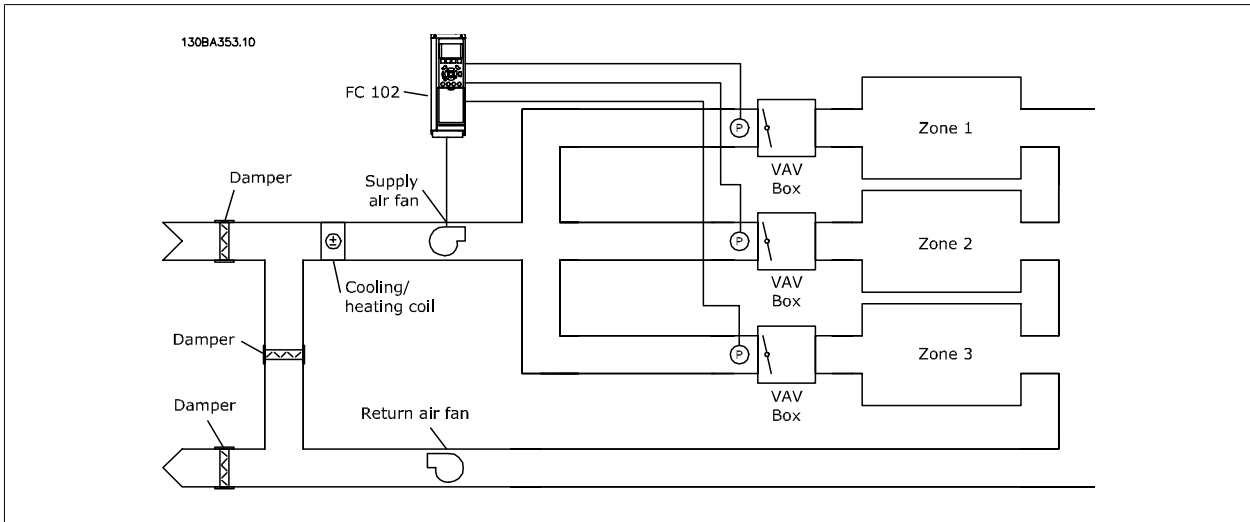 130BA353.10
FC 102
Damper
Supply
air fan
Cooling/
heating coil
Damper
Damper
Return air fan
P
VAV
Box
Zone 1
P
VAV
Box
Zone 2
P
VAV
Box
Zone 3